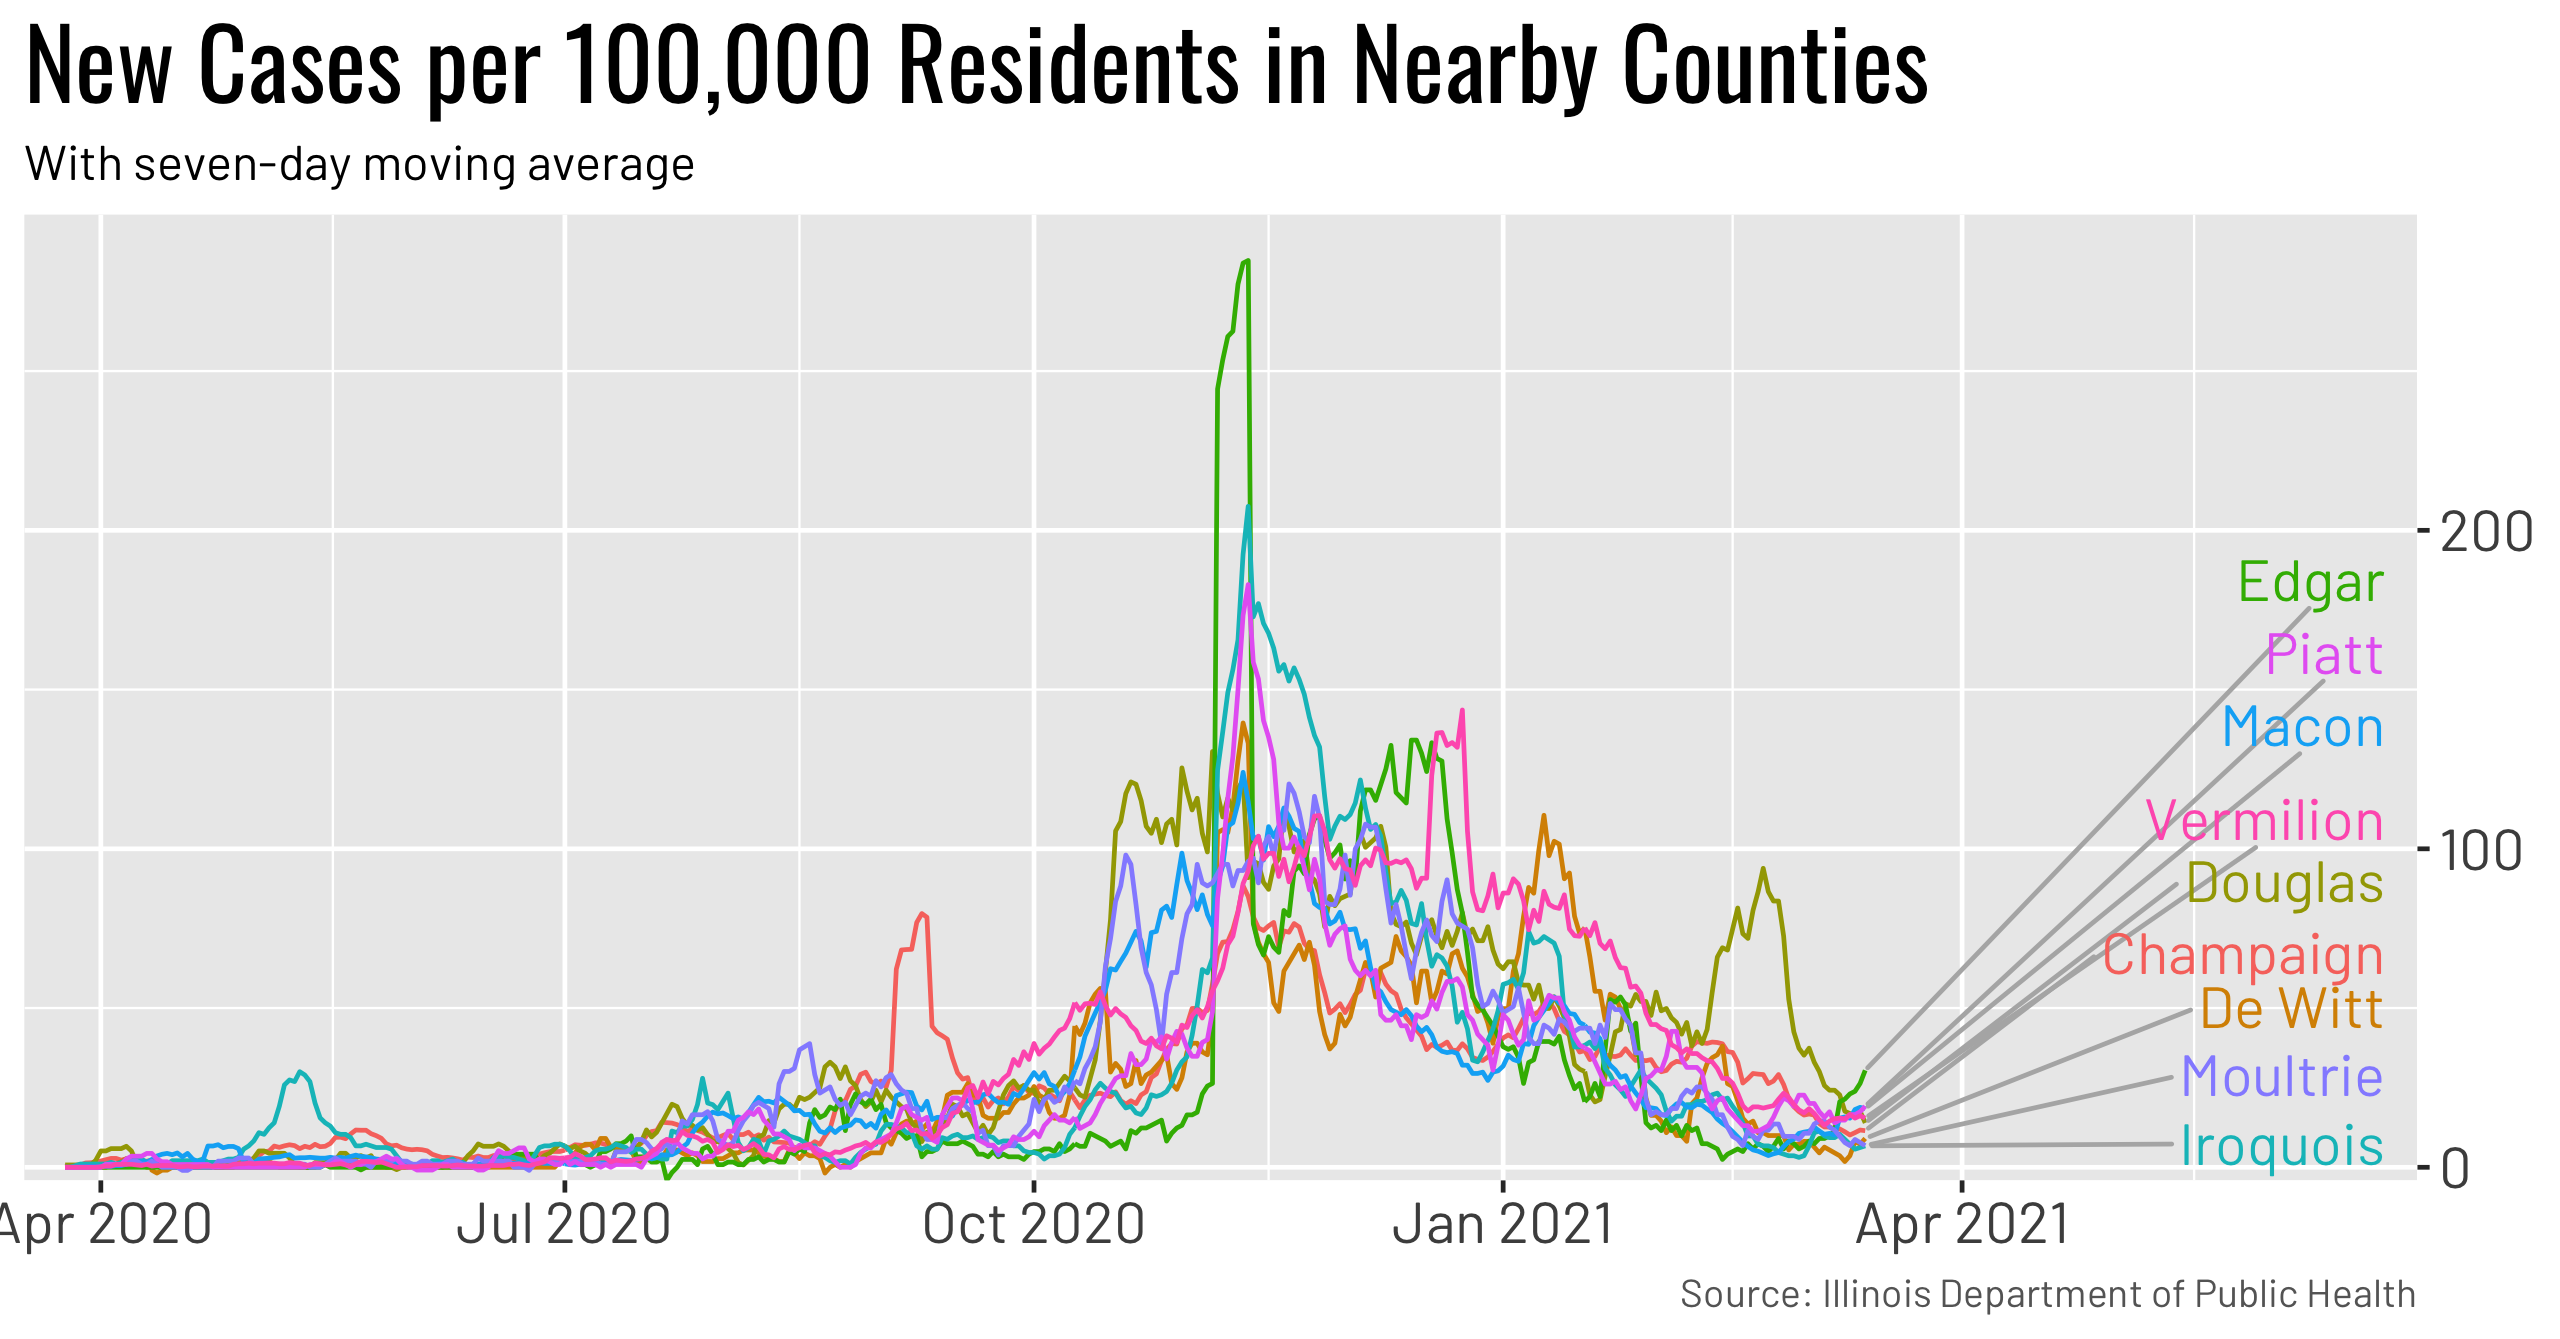 New Cases per 100,000 Residents in Nearby Counties
With seven-day moving average
200
Edgar
Piatt
Macon
Vermilion
100
Douglas
Champaign
De Witt
Moultrie
Iroquois
0
Apr 2020 Jul 2020 Oct 2020 Jan 2021 Apr 2021
Source: Illinois Department of Public Health